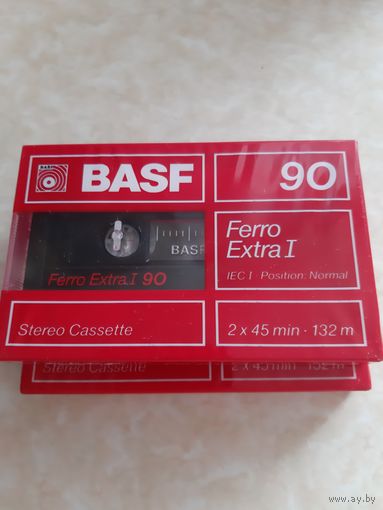 BASF
BASF
90
Ferro
Extra I
IEC I Position: Normal
BASF
Ferro Extra I 90
Stereo Cassette
2 x 45 min · 132 m
Stereo Cassette
2 x 45 min · 132 m
www.ay.by